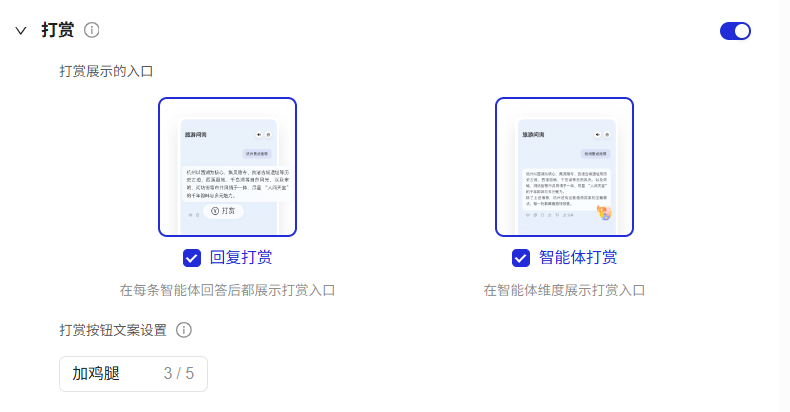 打赏
打赏展示的入口
旅游问询
旅游问询
打赏
回复打赏
智能体打赏
在每条智能体回答后都展示打赏入口
在智能体维度展示打赏入口
打赏按钮文案设置
加鸡腿 3 / 5